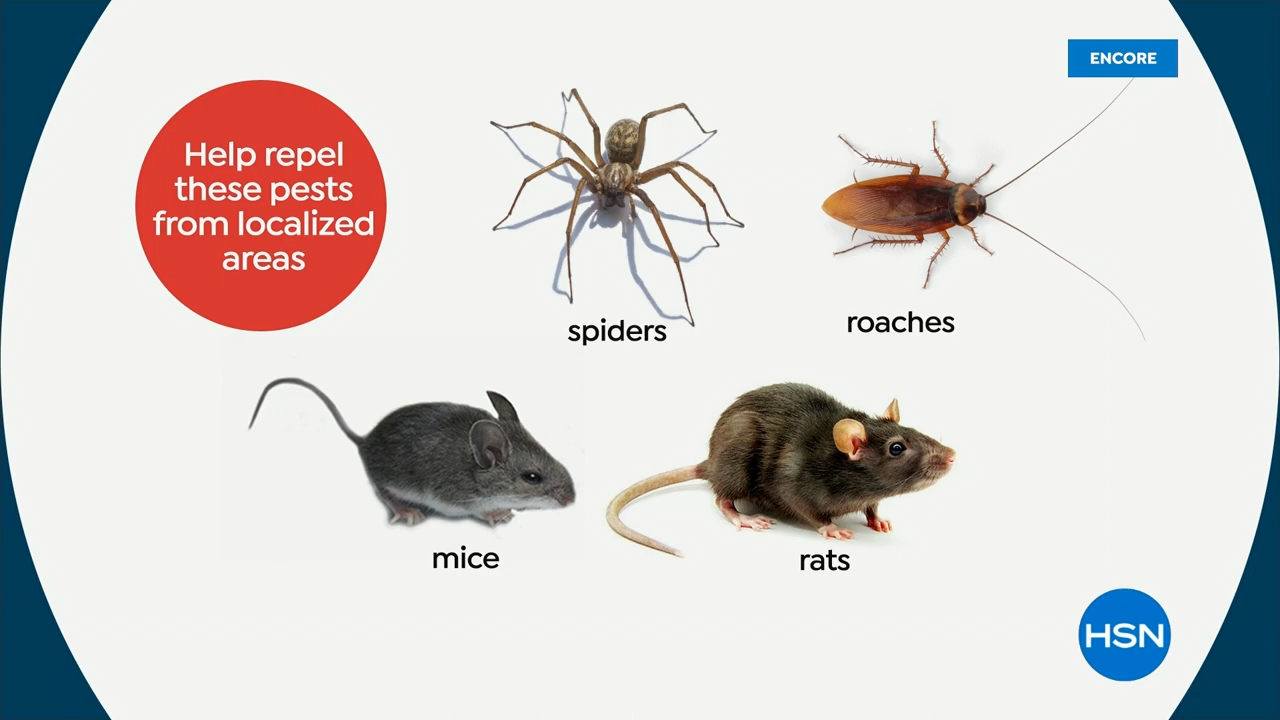 ENCORE
Help repel
these pests
from localized
areas
spiders
roaches
mice
rats
HSN